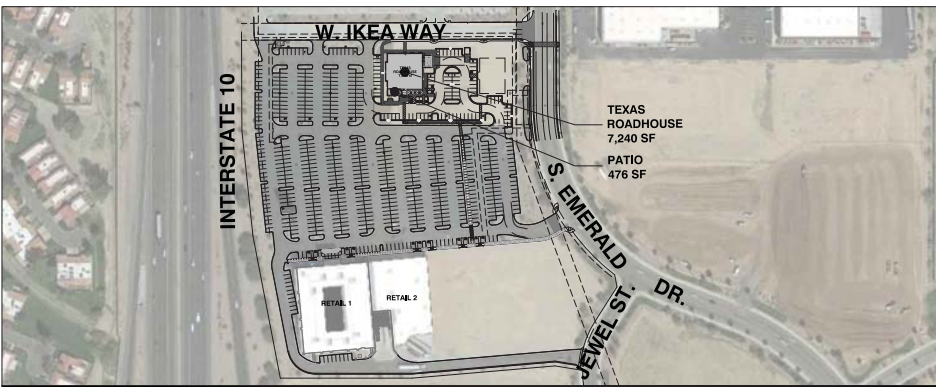 W. IKEA WAY
INTERSTATE 10
TEXAS
ROADHOUSE
7,240 SF
PATIO
476 SF
S. EMERALD DR.
JEWEL ST.
RETAIL 1
RETAIL 2